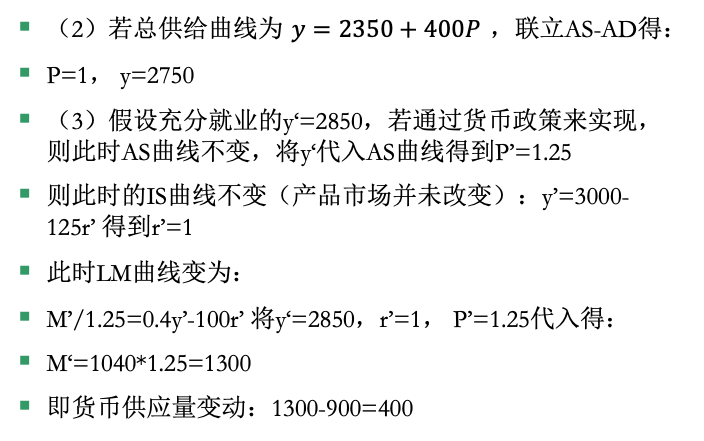 （2）若总供给曲线为 y = 2350 + 400P ，联立AS-AD得：
P=1， y=2750
（3）假设充分就业的y‘=2850，若通过货币政策来实现，
则此时AS曲线不变，将y‘代入AS曲线得到P’=1.25
则此时的IS曲线不变（产品市场并未改变）：y’=3000-
125r’ 得到r’=1
此时LM曲线变为：
M’/1.25=0.4y’-100r’ 将y‘=2850，r’=1， P’=1.25代入得：
M‘=1040*1.25=1300
即货币供应量变动：1300-900=400